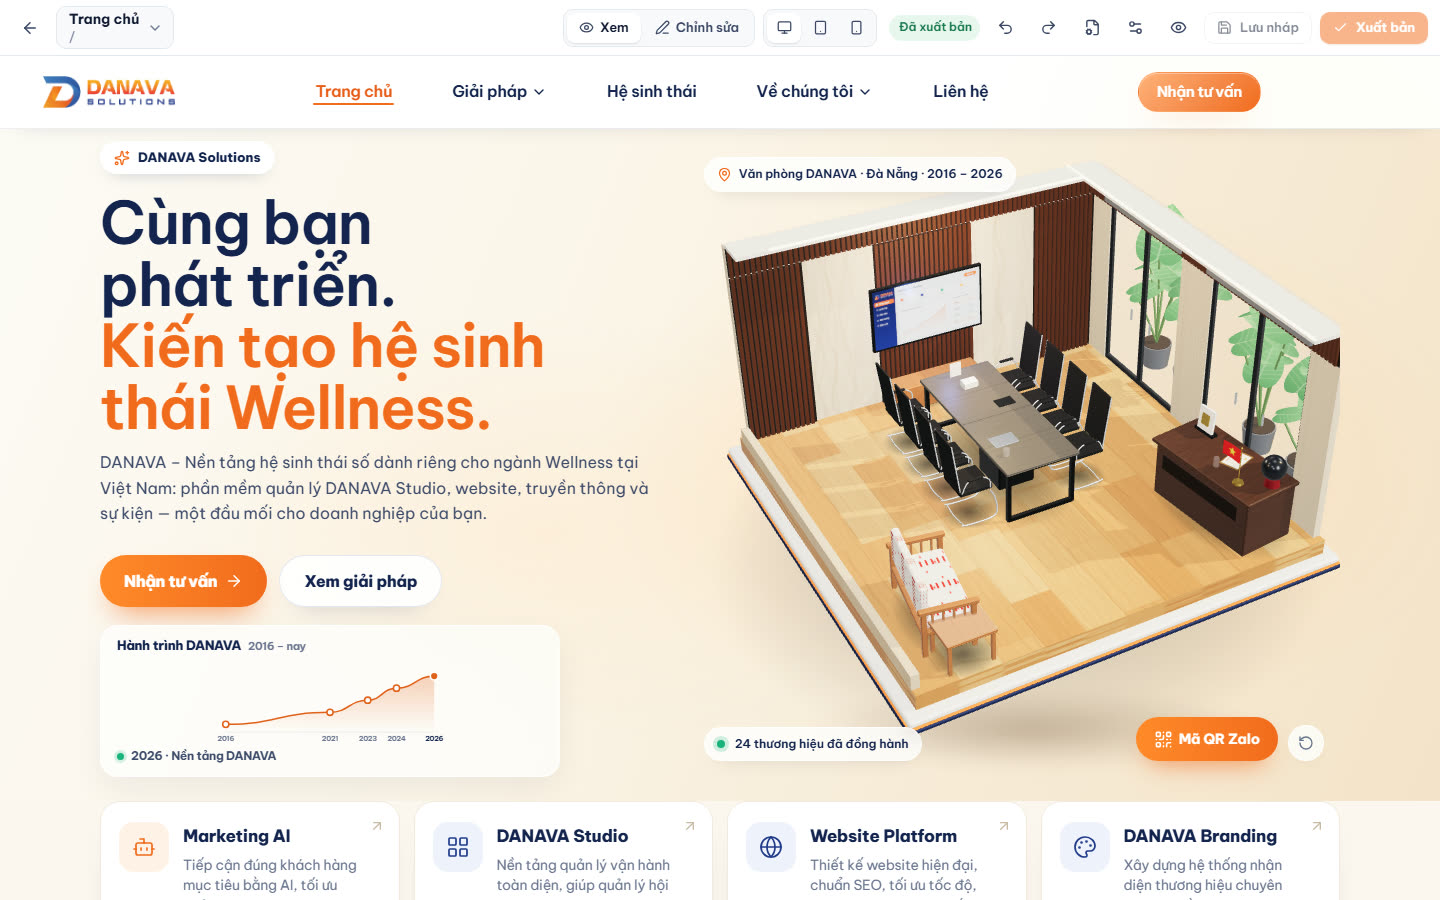 Trang chủ
/
Xem
Chỉnh sửa
Đã xuất bản
Lưu nháp
Xuất bản
DANAVA
SOLUTIONS
Trang chủ
Giải pháp
Hệ sinh thái
Về chúng tôi
Liên hệ
Nhận tư vấn
DANAVA Solutions
Cùng bạn
phát triển.
Kiến tạo hệ sinh
thái Wellness.
DANAVA – Nền tảng hệ sinh thái số dành riêng cho ngành Wellness tại
Việt Nam: phần mềm quản lý DANAVA Studio, website, truyền thông và
sự kiện — một đầu mối cho doanh nghiệp của bạn.
Nhận tư vấn
Xem giải pháp
Hành trình DANAVA 2016 – nay
2016 2021 2023 2024 2026
2026 · Nền tảng DANAVA
Văn phòng DANAVA · Đà Nẵng · 2016 – 2026
24 thương hiệu đã đồng hành
Mã QR Zalo
Marketing AI
Tiếp cận đúng khách hàng
mục tiêu bằng AI, tối ưu
DANAVA Studio
Nền tảng quản lý vận hành
toàn diện, giúp quản lý hội
Website Platform
Thiết kế website hiện đại,
chuẩn SEO, tối ưu tốc độ,
DANAVA Branding
Xây dựng hệ thống nhận
diện thương hiệu chuyên